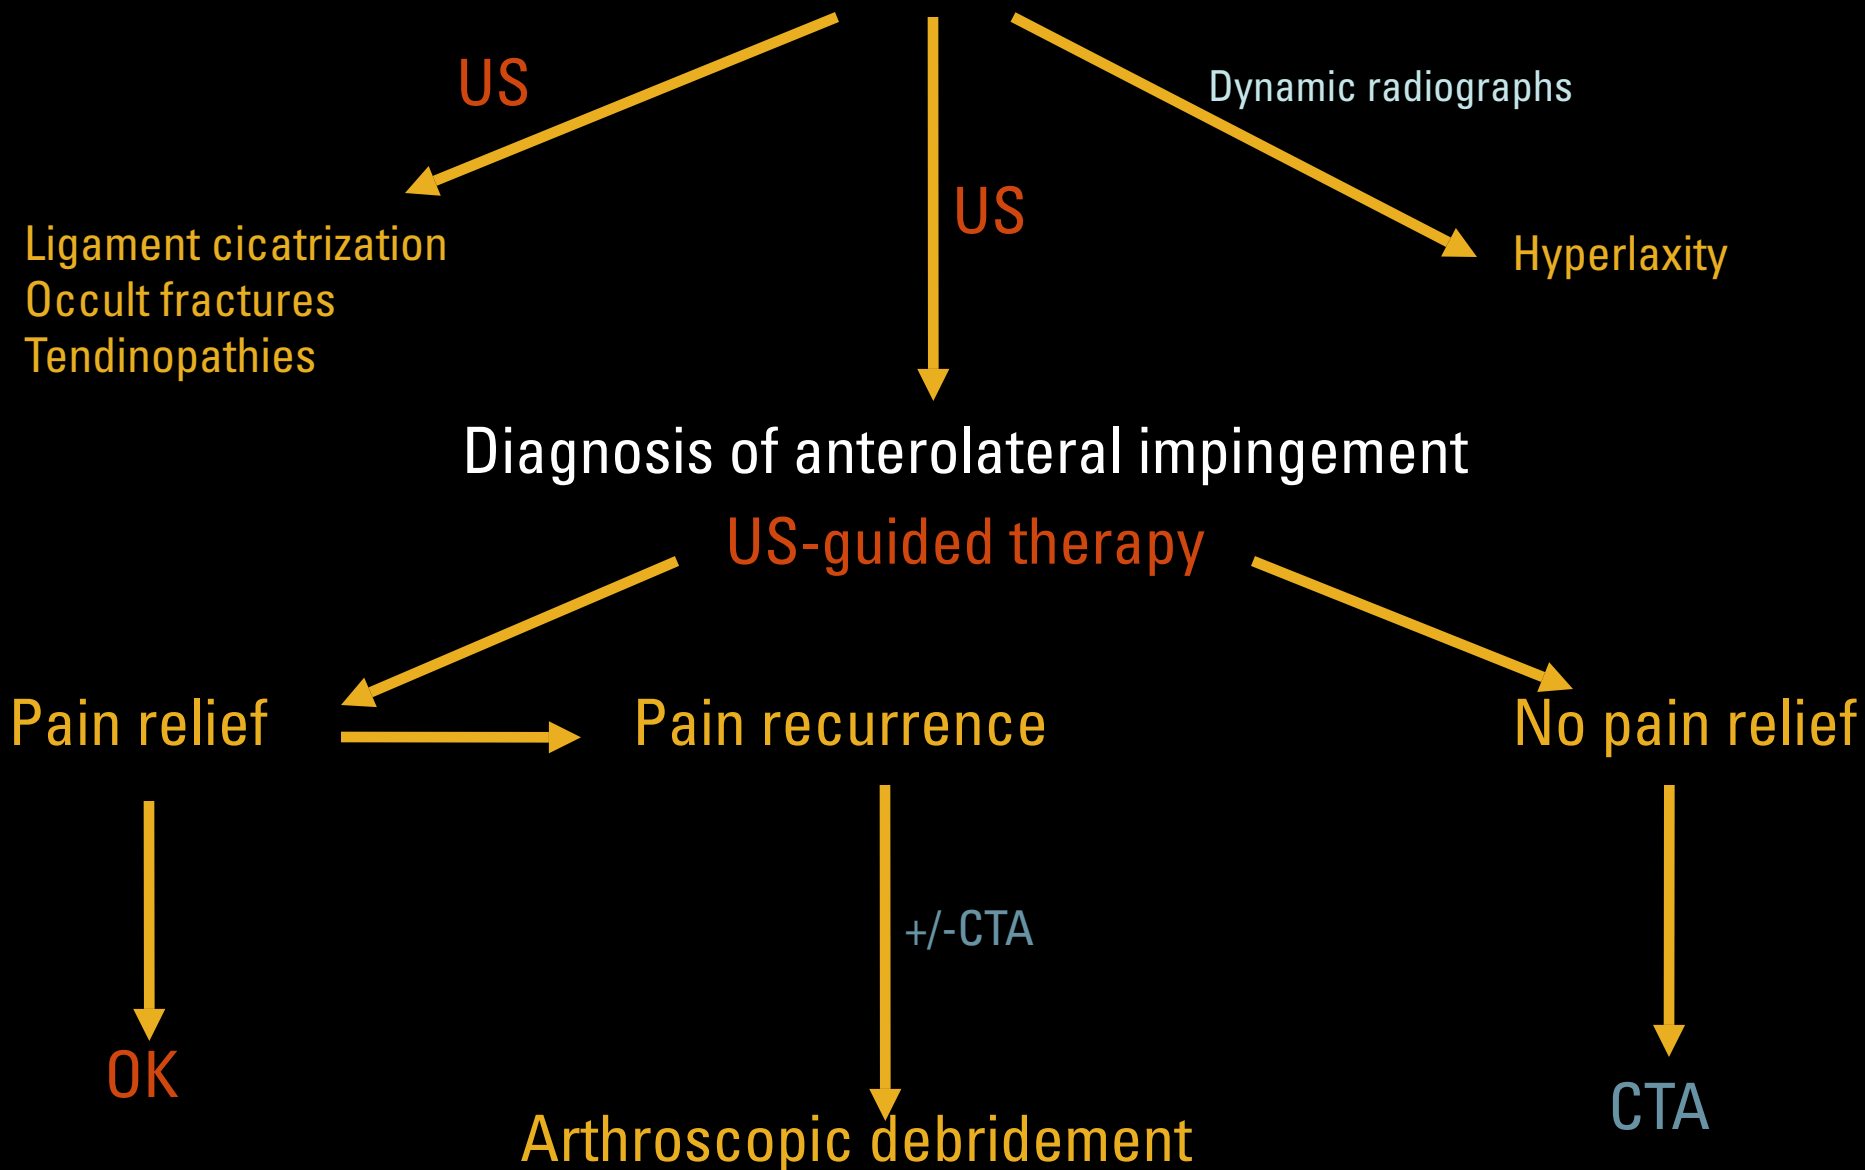 US
Dynamic radiographs
US
Ligament cicatrization
Occult fractures
Tendinopathies
Hyperlaxity
Diagnosis of anterolateral impingement
US-guided therapy
Pain relief
Pain recurrence
No pain relief
+/-CTA
OK
CTA
Arthroscopic debridement